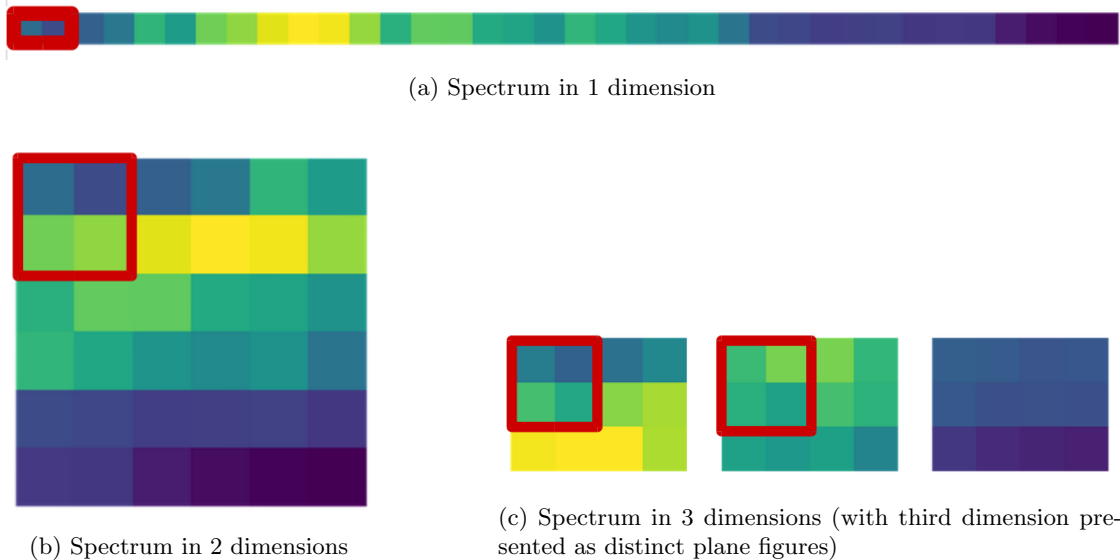 (a) Spectrum in 1 dimension
(b) Spectrum in 2 dimensions
(c) Spectrum in 3 dimensions (with third dimension pre-
sented as distinct plane figures)